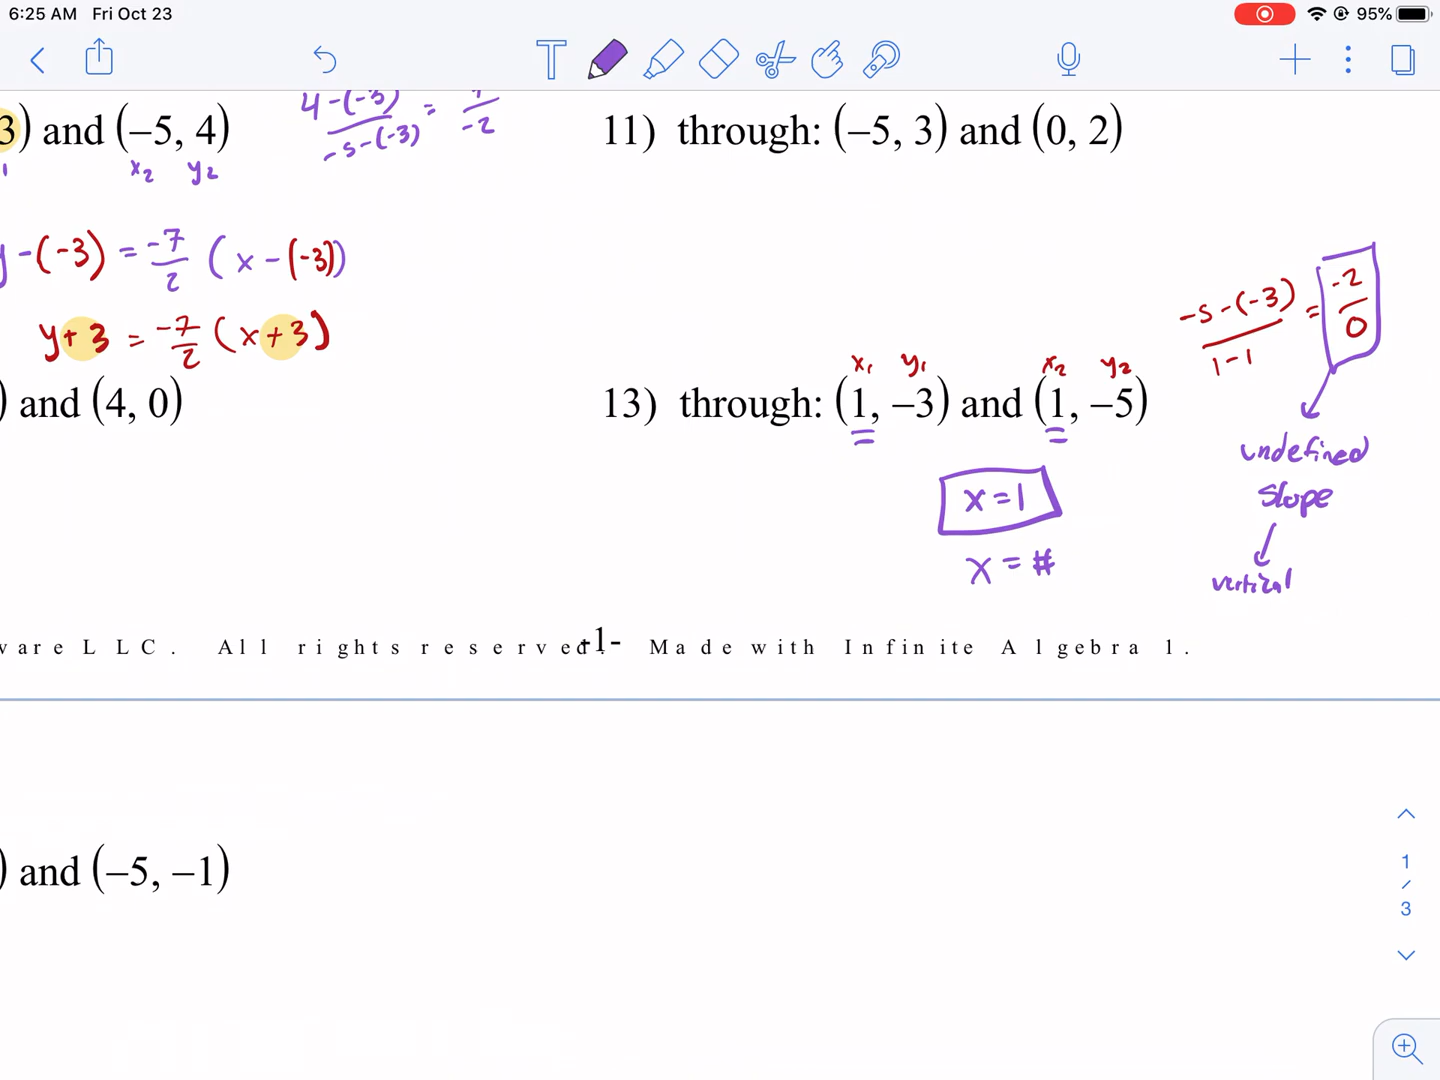 6:25 AM Fri Oct 23
95%
T
3) and (−5, 4)
x2 y2
4-(-3) / -5-(-3) = 7/-2
y-(-3) = -7/2 (x-(-3))
y+3 = -7/2 (x+3)
11) through: (−5, 3) and (0, 2)
) and (4, 0)
x1 y1 x2 y2
13) through: (1, −3) and (1, −5)
-5-(-3) / 1-1 = -2/0
undefined
slope
vertical
x=1
x = #
ware LLC. All rights reserved. -1- Made with Infinite Algebra 1.
) and (−5, −1)
1
/
3